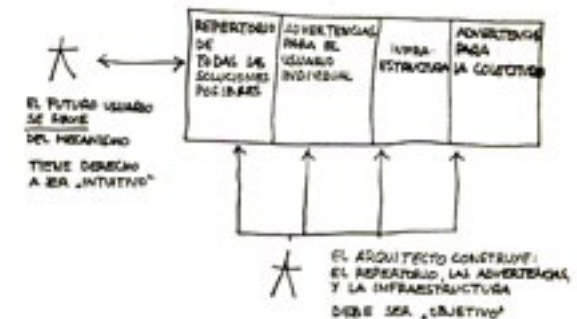 REPERTORIO
DE
TODAS LAS
SOLUCIONES
POSIBLES
ADVERTENCIAS
PARA EL
USUARIO
INDIVIDUAL
INFRA-
ESTRUCTURA
ADVERTENCIAS
PARA
LA COLECTIVIDAD
EL FUTURO USUARIO
SE SIRVE
DEL MECANISMO
TIENE DERECHO
A SER „INTUITIVO"
EL ARQUITECTO CONSTRUYE:
EL REPERTORIO, LAS ADVERTENCIAS,
Y LA INFRAESTRUCTURA
DEBE SER „OBJETIVO"